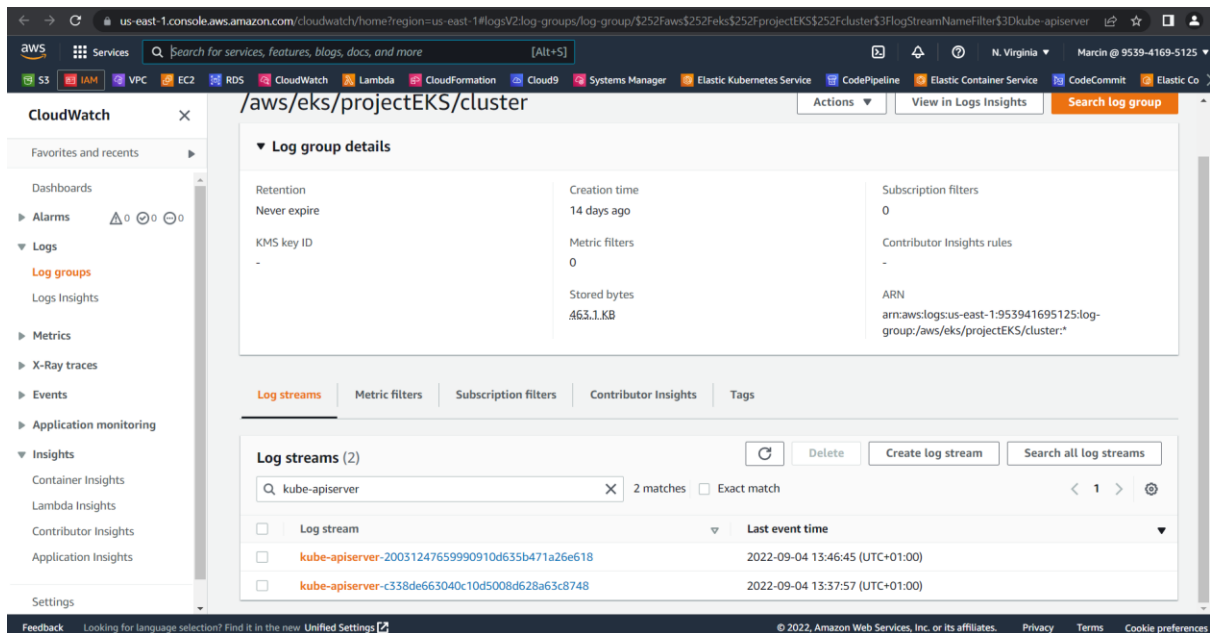 us-east-1.console.aws.amazon.com/cloudwatch/home?region=us-east-1#logsV2:log-groups/log-group/$252Faws$252Feks$252FprojectEKS$252Fcluster$3FlogStreamNameFilter$3Dkube-apiserver
aws Services Search for services, features, blogs, docs, and more [Alt+S] N. Virginia ▼ Marcin @ 9539-4169-5125 ▼
S3 IAM VPC EC2 RDS CloudWatch Lambda CloudFormation Cloud9 Systems Manager Elastic Kubernetes Service CodePipeline Elastic Container Service CodeCommit Elastic Co
CloudWatch
Favorites and recents
Dashboards
Alarms 0 0 0
Logs
Log groups
Logs Insights
Metrics
X-Ray traces
Events
Application monitoring
Insights
Container Insights
Lambda Insights
Contributor Insights
Application Insights
Settings
/aws/eks/projectEKS/cluster
Actions ▼ View in Logs Insights Search log group
▼ Log group details
Retention
Never expire
KMS key ID
-
Creation time
14 days ago
Metric filters
0
Stored bytes
463.1 KB
Subscription filters
0
Contributor Insights rules
-
ARN
arn:aws:logs:us-east-1:953941695125:log-
group:/aws/eks/projectEKS/cluster:*
Log streams Metric filters Subscription filters Contributor Insights Tags
Log streams (2) Delete Create log stream Search all log streams
kube-apiserver 2 matches Exact match 1
Log stream Last event time
kube-apiserver-20031247659990910d635b471a26e618 2022-09-04 13:46:45 (UTC+01:00)
kube-apiserver-c338de663040c10d5008d628a63c8748 2022-09-04 13:37:57 (UTC+01:00)
Feedback Looking for language selection? Find it in the new Unified Settings © 2022, Amazon Web Services, Inc. or its affiliates. Privacy Terms Cookie preferences